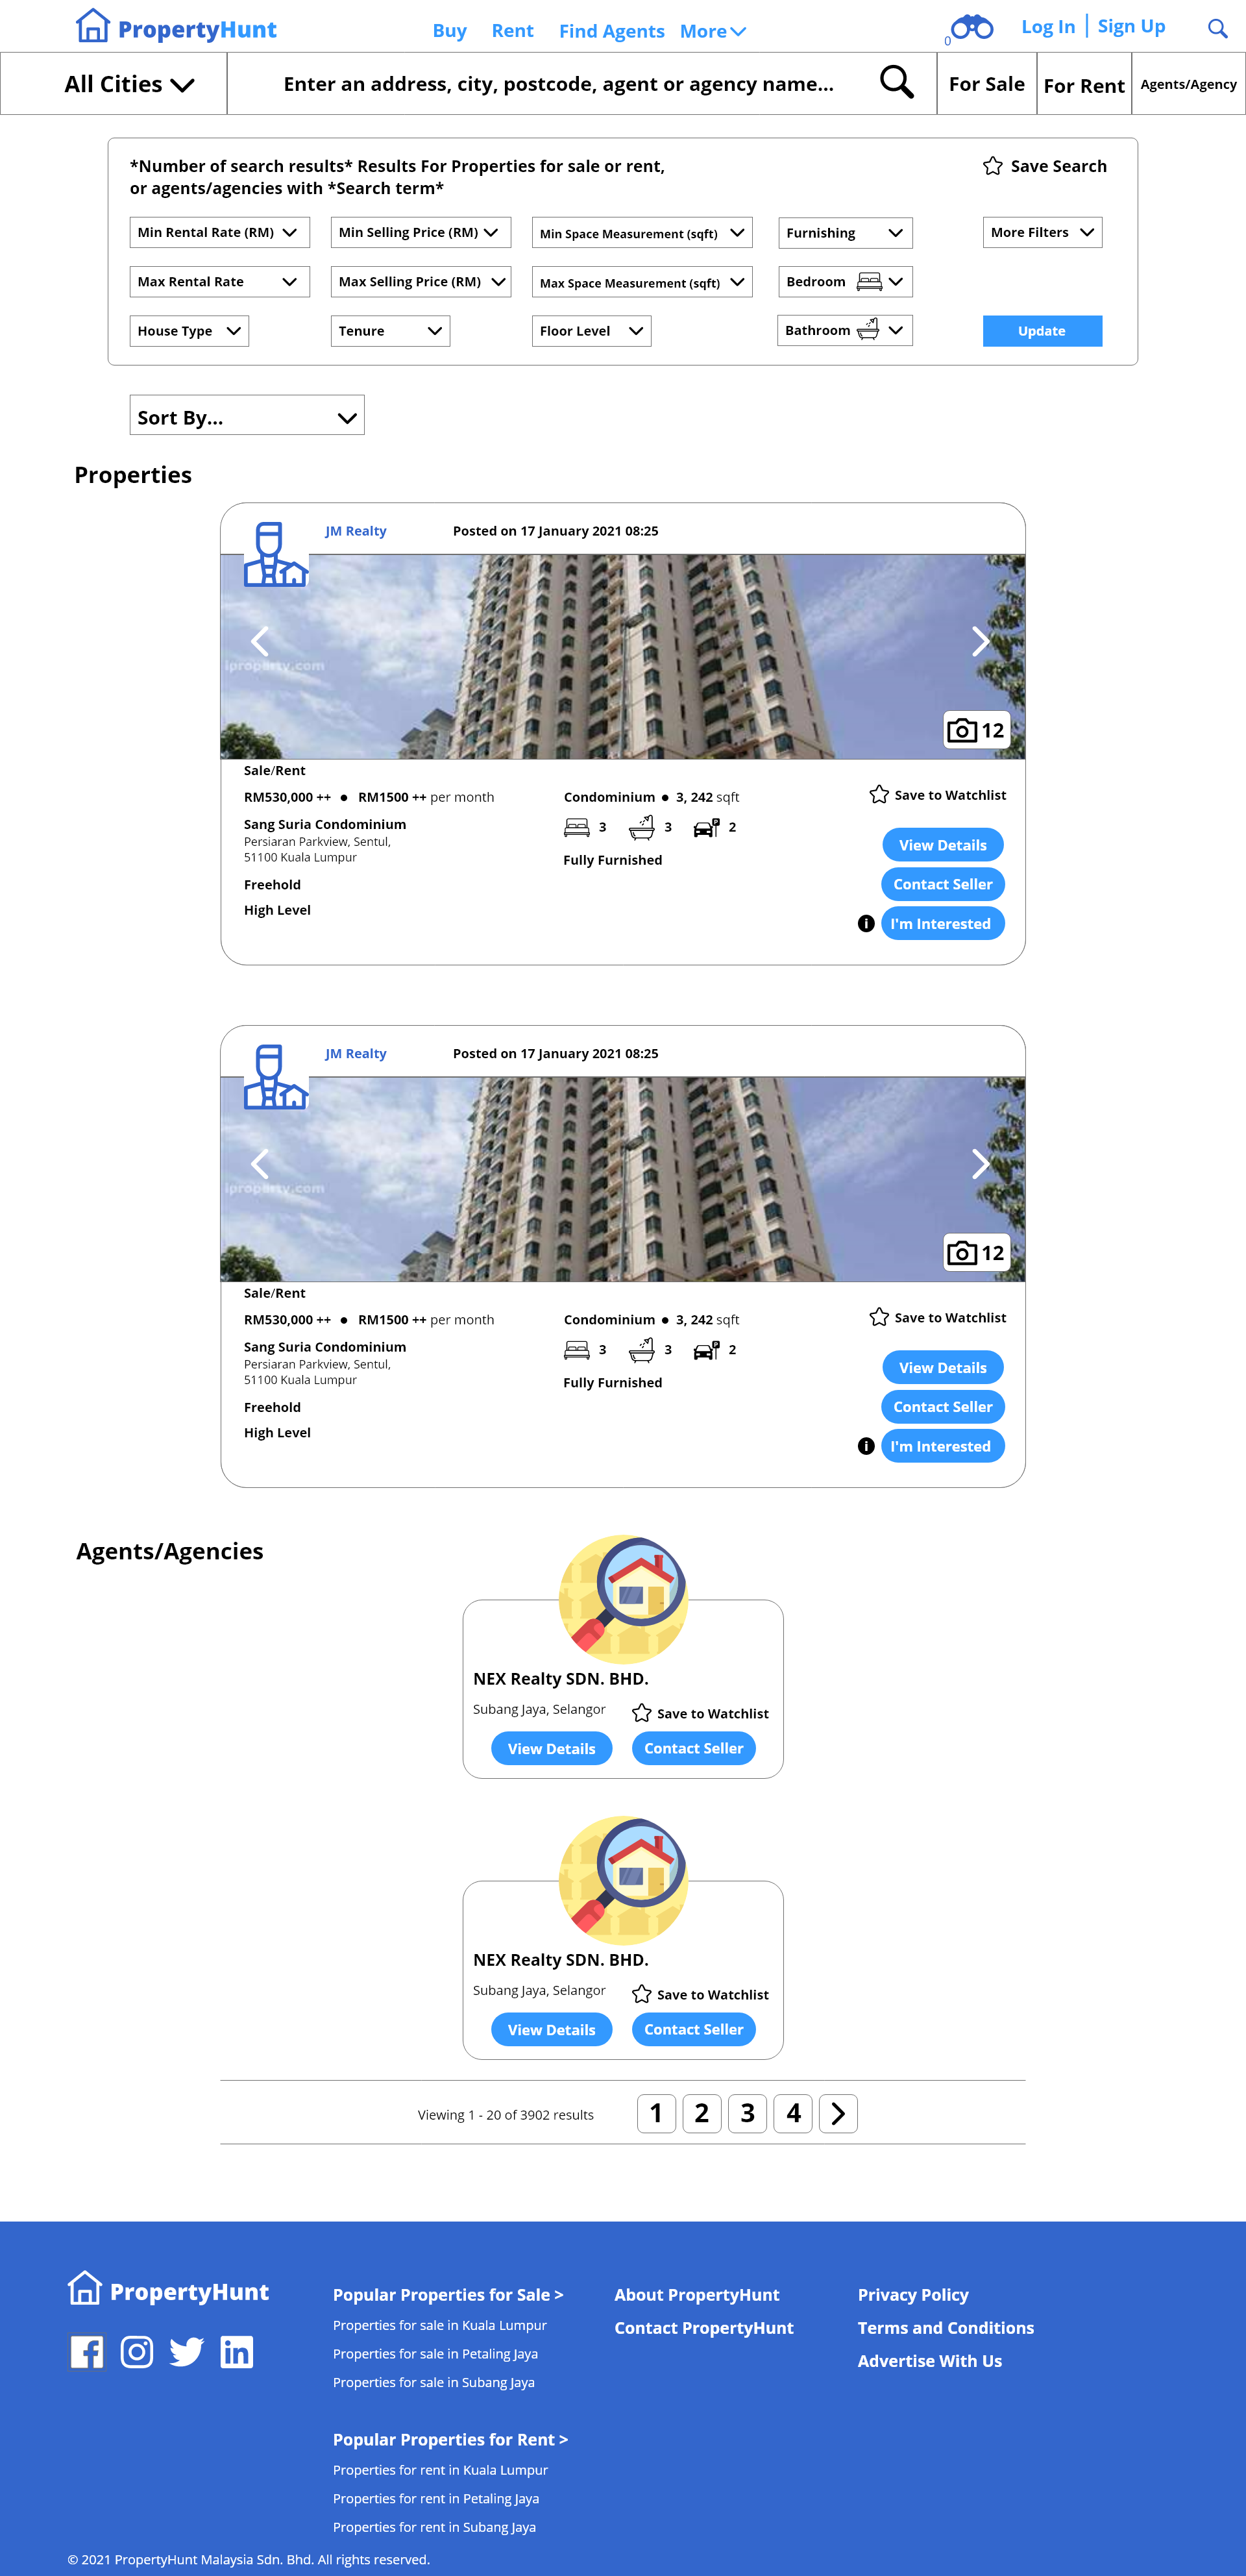 PropertyHunt
Buy Rent Find Agents More
0
Log In Sign Up
All Cities
Enter an address, city, postcode, agent or agency name...
For Sale For Rent Agents/Agency
*Number of search results* Results For Properties for sale or rent,
or agents/agencies with *Search term*
Save Search
Min Rental Rate (RM) Min Selling Price (RM) Min Space Measurement (sqft) Furnishing More Filters
Max Rental Rate Max Selling Price (RM) Max Space Measurement (sqft) Bedroom
House Type Tenure Floor Level Bathroom Update
Sort By...
Properties
JM Realty Posted on 17 January 2021 08:25
iproperty.com
12
Sale/Rent
RM530,000 ++ • RM1500 ++ per month Condominium • 3, 242 sqft Save to Watchlist
Sang Suria Condominium
Persiaran Parkview, Sentul,
51100 Kuala Lumpur
3 3 P 2
Fully Furnished
Freehold
High Level
View Details
Contact Seller
i I'm Interested
JM Realty Posted on 17 January 2021 08:25
iproperty.com
12
Sale/Rent
RM530,000 ++ • RM1500 ++ per month Condominium • 3, 242 sqft Save to Watchlist
Sang Suria Condominium
Persiaran Parkview, Sentul,
51100 Kuala Lumpur
3 3 P 2
Fully Furnished
Freehold
High Level
View Details
Contact Seller
i I'm Interested
Agents/Agencies
NEX Realty SDN. BHD.
Subang Jaya, Selangor Save to Watchlist
View Details Contact Seller
NEX Realty SDN. BHD.
Subang Jaya, Selangor Save to Watchlist
View Details Contact Seller
Viewing 1 - 20 of 3902 results 1 2 3 4
PropertyHunt
Popular Properties for Sale >
Properties for sale in Kuala Lumpur
Properties for sale in Petaling Jaya
Properties for sale in Subang Jaya
Popular Properties for Rent >
Properties for rent in Kuala Lumpur
Properties for rent in Petaling Jaya
Properties for rent in Subang Jaya
About PropertyHunt
Contact PropertyHunt
Privacy Policy
Terms and Conditions
Advertise With Us
© 2021 PropertyHunt Malaysia Sdn. Bhd. All rights reserved.